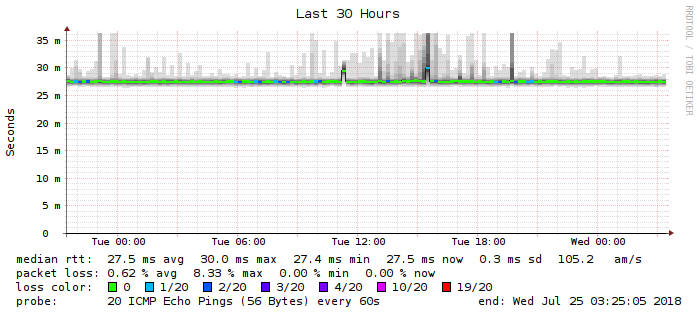 Last 30 Hours
RRDTOOL / TOBI OETIKER
Seconds
35 m
30 m
25 m
20 m
15 m
10 m
5 m
0
Tue 00:00 Tue 06:00 Tue 12:00 Tue 18:00 Wed 00:00
median rtt: 27.5 ms avg 30.0 ms max 27.4 ms min 27.5 ms now 0.3 ms sd 105.2 am/s
packet loss: 0.62 % avg 8.33 % max 0.00 % min 0.00 % now
loss color: 0 1/20 2/20 3/20 4/20 10/20 19/20
probe: 20 ICMP Echo Pings (56 Bytes) every 60s end: Wed Jul 25 03:25:05 2018